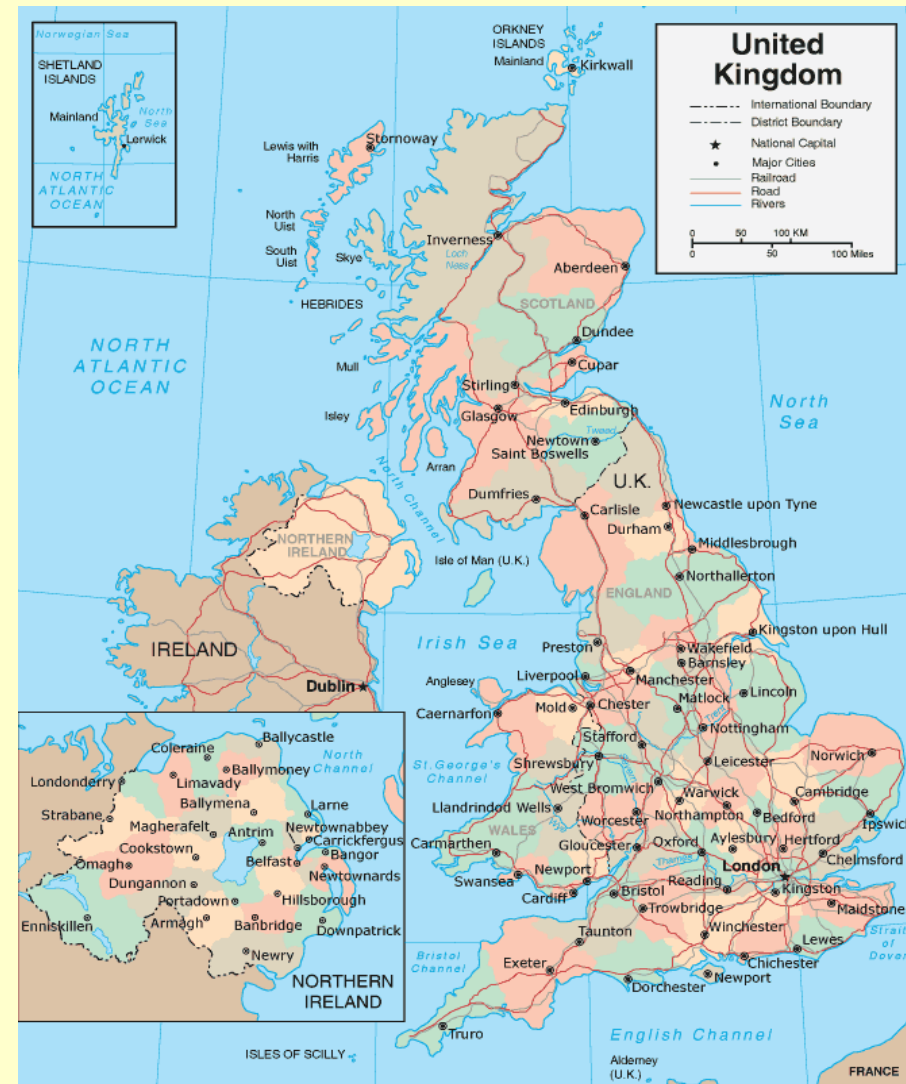 Norwegian Sea
SHETLAND
ISLANDS
Mainland
North
Sea
Lerwick
NORTH
ATLANTIC
OCEAN
ORKNEY
ISLANDS
Mainland
Kirkwall
United
Kingdom
International Boundary
District Boundary
National Capital
Major Cities
Railroad
Road
Rivers
0 50 100 KM
0 50 100 Miles
Stornoway
Lewis with
Harris
North
Uist
South
Uist
Skye
HEBRIDES
Inverness
Loch
Ness
Aberdeen
SCOTLAND
Dundee
Cupar
Mull
Stirling
Glasgow
Edinburgh
Isley
Arran
Tweed
Newtown
Saint Boswells
NORTH
ATLANTIC
OCEAN
North
Sea
North Channel
U.K.
Dumfries
Carlisle
Newcastle upon Tyne
Durham
Middlesbrough
Northallerton
NORTHERN
IRELAND
Isle of Man (U.K.)
ENGLAND
IRELAND
Irish Sea
Dublin
Preston
Kingston upon Hull
Wakefield
Barnsley
Manchester
Liverpool
Anglesey
Caernarfon
Mold
Chester
Matlock
Lincoln
Trent
Nottingham
Stafford
Shrewsbury
Leicester
Norwich
St.George's
Channel
Severn
West Bromwich
Warwick
Cambridge
Llandrindod Wells
Wye
Worcester
Northampton
Bedford
Ipswich
WALES
Carmarthen
Gloucester
Oxford
Aylesbury
Hertford
Chelmsford
Thames
London
Swansea
Newport
Cardiff
Bristol
Reading
Kingston
Trowbridge
Maidstone
Winchester
Strait
of
Dover
Taunton
Lewes
Bristol
Channel
Exeter
Chichester
Newport
Dorchester
Truro
English Channel
ISLES OF SCILLY
Alderney
(U.K.)
FRANCE
Ballycastle
Coleraine
North
Channel
Ballymoney
Londonderry
Limavady
Strabane
Ballymena
Larne
Magherafelt
Antrim
Newtownabbey
Carrickfergus
Cookstown
Belfast
Bangor
Omagh
Newtownards
Dungannon
Portadown
Hillsborough
Enniskillen
Armagh
Banbridge
Downpatrick
Newry
NORTHERN
IRELAND